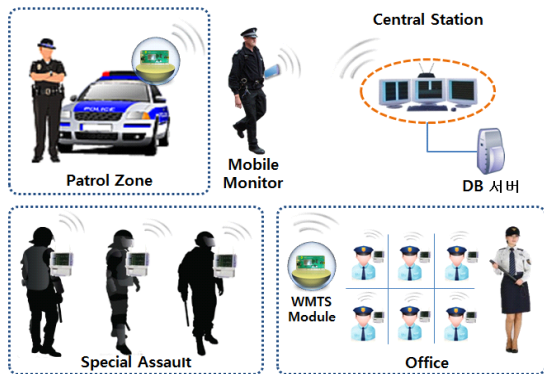 Central Station
POLICE
Patrol Zone
Mobile
Monitor
DB 서버
WMTS
Module
Special Assault
Office